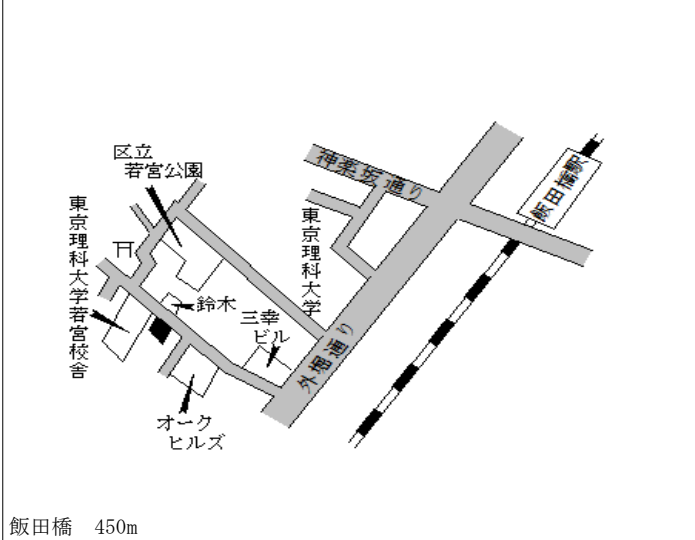 区立
若宮公園
神楽坂通り
飯田橋駅
東京理科大学若宮校舎
東京理科大学
鈴木
三幸
ビル
外堀通り
オーク
ヒルズ
飯田橋　450m